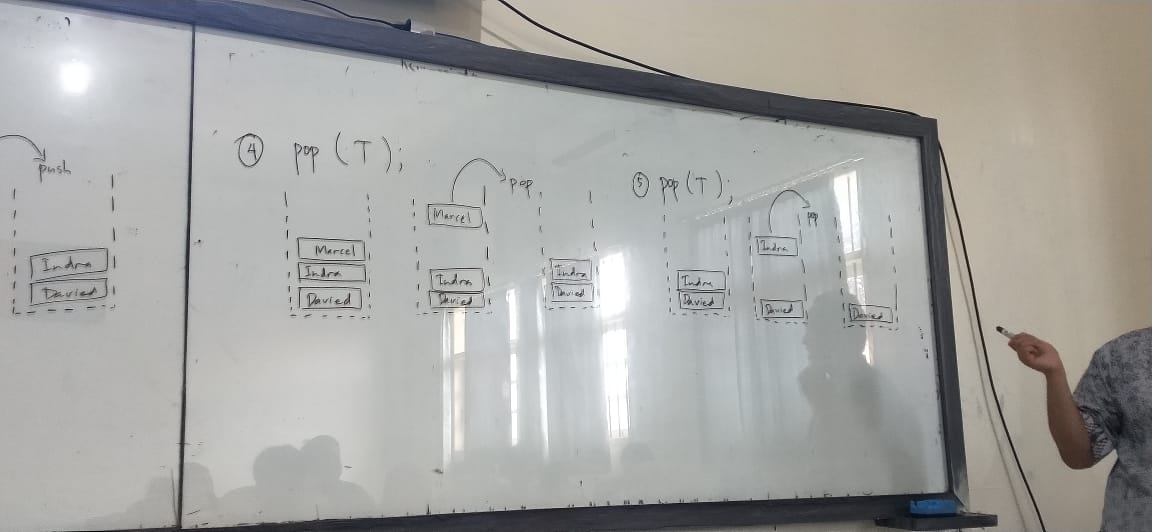 push
Indra
Davied
④ pop (T);
Marcel
Indra
Davied
Marcel
pop
Indra
Davied
Indra
Davied
⑤ pop (T);
Indra
Davied
Indra
pop
Davied
Davied